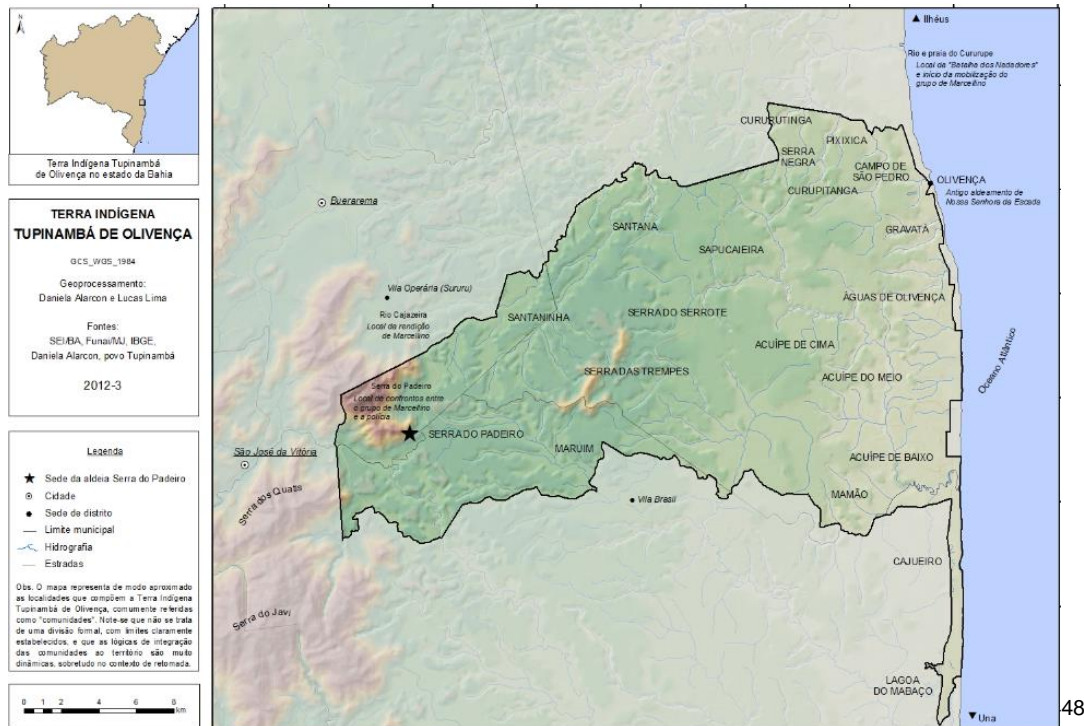 N
Terra Indígena Tupinambá
de Olivença no estado da Bahia
TERRA INDÍGENA
TUPINAMBÁ DE OLIVENÇA
GCS_WGS_1984
Geoprocessamento:
Daniela Alarcon e Lucas Lima
Fontes:
SEI/BA, Funai/MJ, IBGE,
Daniela Alarcon, povo Tupinambá
2012-3
Legenda
Sede da aldeia Serra do Padeiro
Cidade
Sede de distrito
Limite municipal
Hidrografia
Estradas
Obs. O mapa representa de modo aproximado
as localidades que compõem a Terra Indígena
Tupinambá de Olivença, comumente referidas
como "comunidades". Note-se que não se trata
de uma divisão formal, com limites claramente
estabelecidos, e que as lógicas de integração
das comunidades ao território são muito
dinâmicas, sobretudo no contexto de retomada.
0 1 2 4 6 8
km
Ilhéus
Rio e praia do Cururupe
Local da "Batalha dos Nadadores"
e início da mobilização do
grupo de Marcellino
CURURUTINGA
PIXIXICA
SERRA
NEGRA
CAMPO DE
SÃO PEDRO
OLIVENÇA
Antigo aldeamento de
Nossa Senhora da Escada
CURUPITANGA
Buerarema
SANTANA
GRAVATÁ
SAPUCAIEIRA
Vila Operária (Sururu)
ÁGUAS DE OLIVENÇA
Rio Cajazeira
Local da rendição
de Marcellino
SANTANINHA
SERRA DO SERROTE
ACUÍPE DE CIMA
Oceano Atlântico
SERRA DAS TREMPES
ACUÍPE DO MEIO
Serra do Padeiro
Local de confrontos entre
o grupo de Marcellino
e a polícia
SERRA DO PADEIRO
São José da Vitória
MARUIM
ACUÍPE DE BAIXO
Serra dos Quatis
Vila Brasil
MAMÃO
CAJUEIRO
Serra do Javi
LAGOA
DO MABAÇO
Una
48